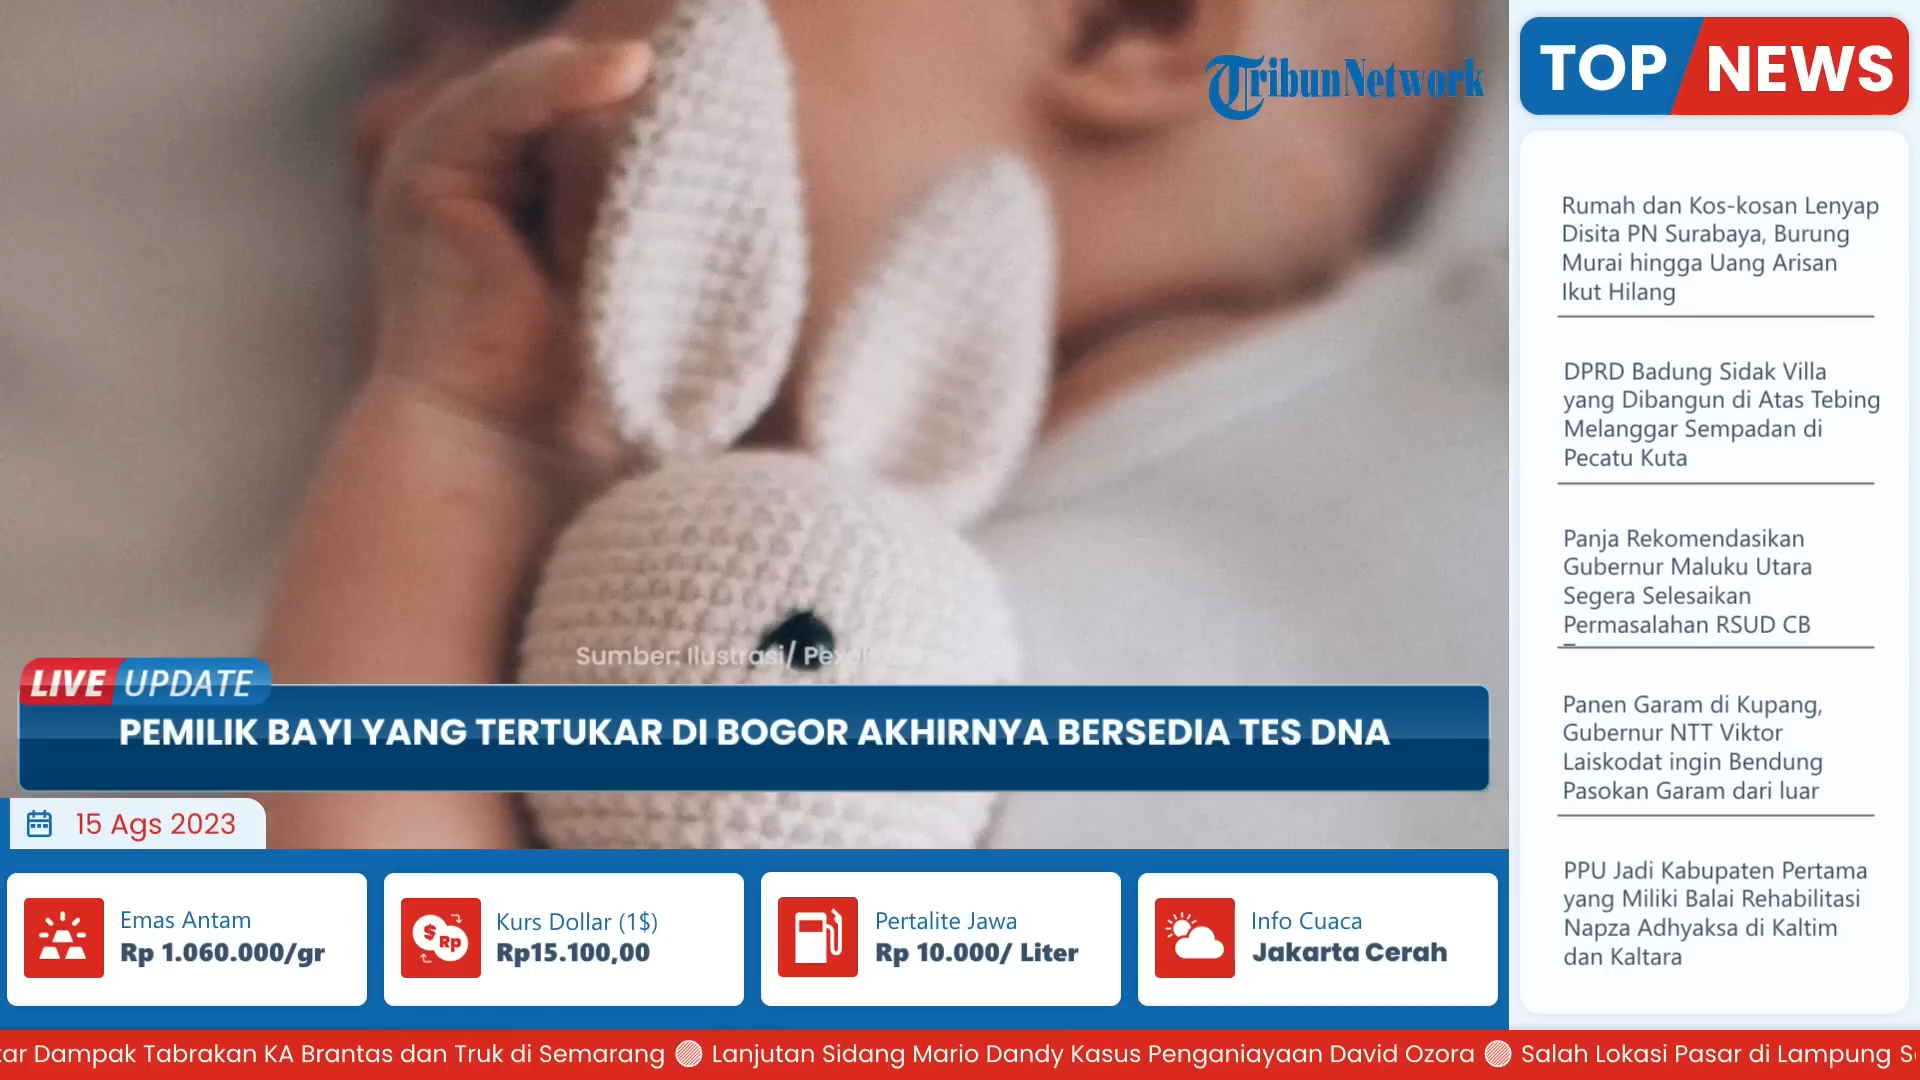 TribunNetwork
TOP NEWS
Rumah dan Kos-kosan Lenyap
Disita PN Surabaya, Burung
Murai hingga Uang Arisan
Ikut Hilang
DPRD Badung Sidak Villa
yang Dibangun di Atas Tebing
Melanggar Sempadan di
Pecatu Kuta
Panja Rekomendasikan
Gubernur Maluku Utara
Segera Selesaikan
Permasalahan RSUD CB
Panen Garam di Kupang,
Gubernur NTT Viktor
Laiskodat ingin Bendung
Pasokan Garam dari luar
PPU Jadi Kabupaten Pertama
yang Miliki Balai Rehabilitasi
Napza Adhyaksa di Kaltim
dan Kaltara
Sumber: Ilustrasi/
LIVE UPDATE
PEMILIK BAYI YANG TERTUKAR DI BOGOR AKHIRNYA BERSEDIA TES DNA
15 Ags 2023
Emas Antam
Rp 1.060.000/gr
Kurs Dollar (1$)
Rp15.100,00
Pertalite Jawa
Rp 10.000/ Liter
Info Cuaca
Jakarta Cerah
Dampak Tabrakan KA Brantas dan Truk di Semarang Lanjutan Sidang Mario Dandy Kasus Penganiayaan David Ozora Salah Lokasi Pasar di Lampung